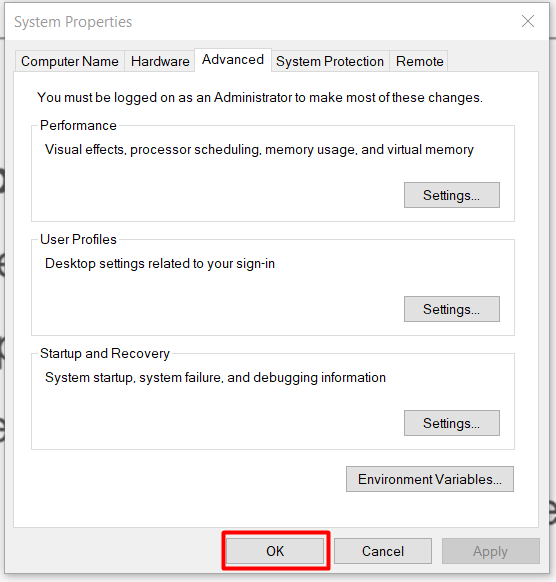 System Properties
Computer Name Hardware Advanced System Protection Remote
You must be logged on as an Administrator to make most of these changes.
Performance
Visual effects, processor scheduling, memory usage, and virtual memory
Settings...
User Profiles
Desktop settings related to your sign-in
Settings...
Startup and Recovery
System startup, system failure, and debugging information
Settings...
Environment Variables...
OK Cancel Apply